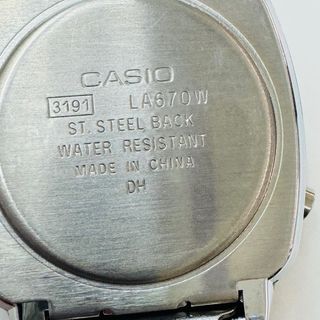 CASIO
3191 LA670W
ST. STEEL BACK
WATER RESISTANT
MADE IN CHINA
DH